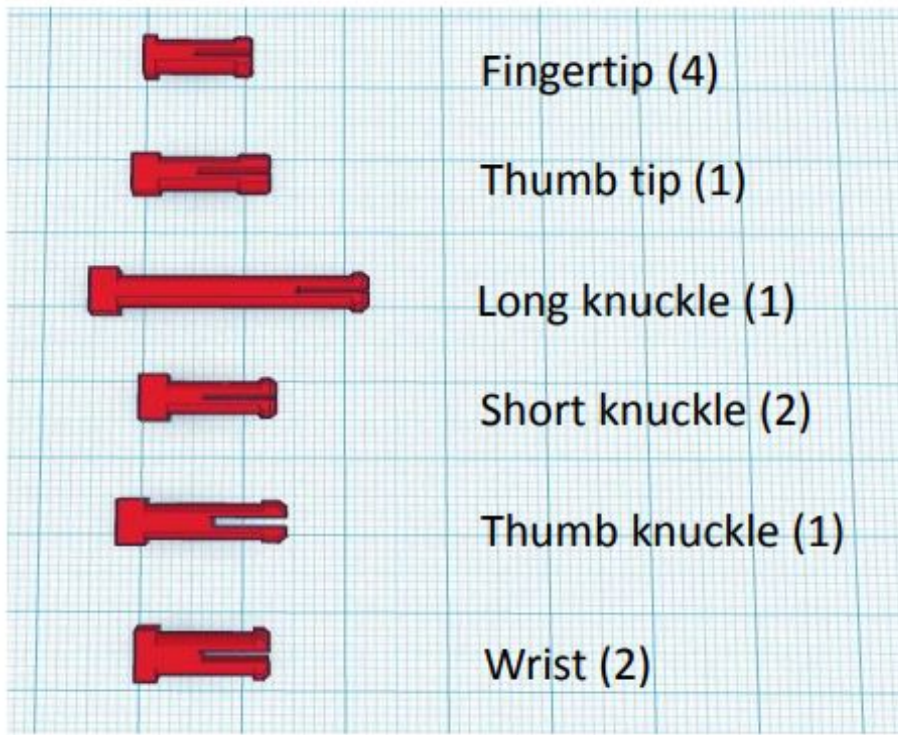 Fingertip (4)
Thumb tip (1)
Long knuckle (1)
Short knuckle (2)
Thumb knuckle (1)
Wrist (2)